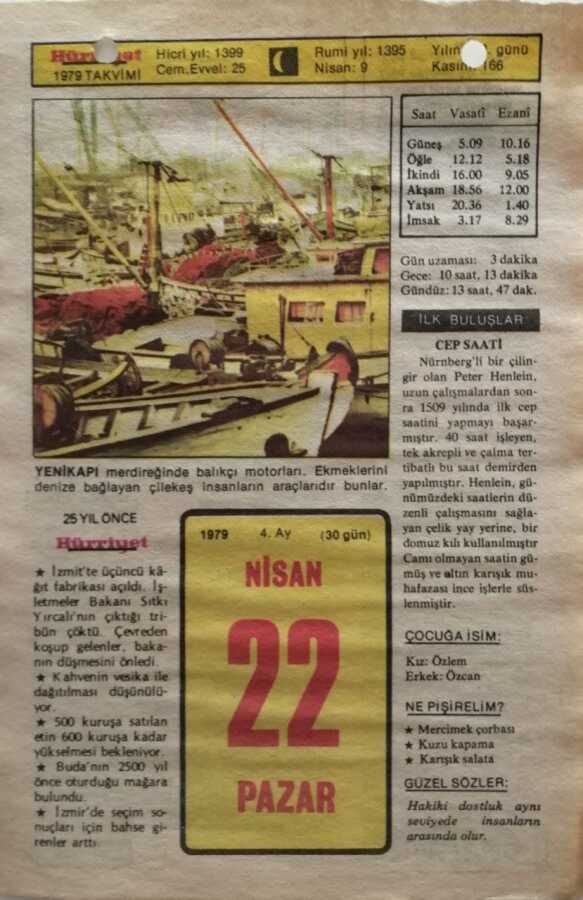 Hürriyet
1979 TAKVİMİ
Hicri yıl: 1399
Cem.Evvel: 25
Rumi yıl: 1395
Nisan: 9
günü
166
Saat Vasatî Ezanî
Güneş 5.09 10.16
Öğle 12.12 5.18
İkindi 16.00 9.05
Akşam 18.56 12.00
Yatsı 20.36 1.40
İmsak 3.17 8.29
Gün uzaması: 3 dakika
Gece: 10 saat, 13 dakika
Gündüz: 13 saat, 47 dak.
YENİKAPI merdireğinde balıkçı motorları. Ekmeklerini
denize bağlayan çilekeş insanların araçlarıdır bunlar.
İLK BULUŞLAR
CEP SAATİ
Nürnberg'li bir çilin-
gir olan Peter Henlein,
uzun çalışmalardan son-
ra 1509 yılında ilk cep
saatini yapmayı başar-
mıştır. 40 saat işleyen,
tek akrepli ve çalma ter-
tibatlı bu saat demirden
yapılmıştır. Henlein, gü-
nümüzdeki saatlerin dü-
zenli çalışmasını sağla-
yan çelik yay yerine, bir
domuz kılı kullanılmıştır
Camı olmayan saatin gü-
müş ve altın karışık mu-
hafazası ince işlerle süs-
lenmiştir.
25 YIL ÖNCE
Hürriyet
★ İzmit'te üçüncü kâ-
ğıt fabrikası açıldı. İş-
letmeler Bakanı Sıtkı
Yırcalı'nın çıktığı tri-
bün çöktü. Çevreden
koşup gelenler, baka-
nın düşmesini önledi.
★ Kahvenin vesika ile
dağıtılması düşünülü-
yor.
★ 500 kuruşa satılan
etin 600 kuruşa kadar
yükselmesi bekleniyor.
★ Buda'nın 2500 yıl
önce oturduğu mağara
bulundu.
★ İzmir'de seçim so-
nuçları için bahse gi-
renler arttı.
1979 4. Ay (30 gün)
NİSAN
22
PAZAR
ÇOCUĞA İSİM:
Kız: Özlem
Erkek: Özcan
NE PİŞİRELİM?
★ Mercimek çorbası
★ Kuzu kapama
★ Karışık salata
GÜZEL SÖZLER:
Hakiki dostluk aynı
seviyede insanların
arasında olur.